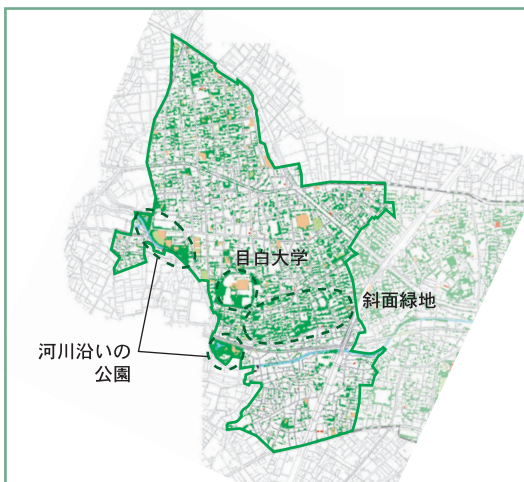 目白大学
斜面緑地
河川沿いの
公園